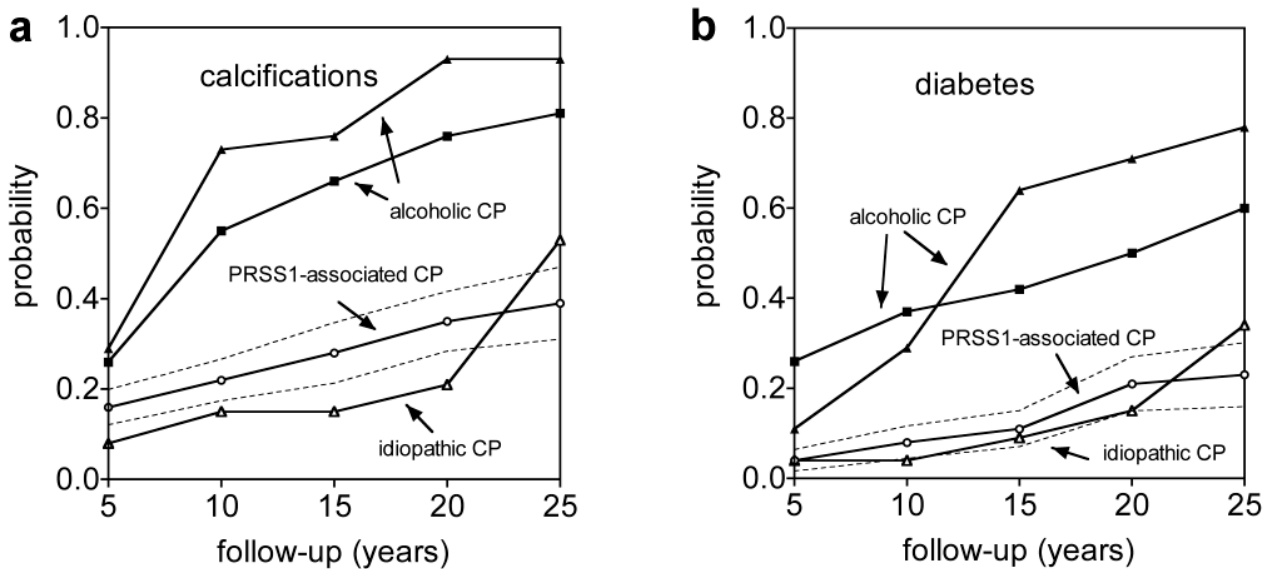 a
1.0
0.8
0.6
0.4
0.2
0.0
probability
calcifications
alcoholic CP
PRSS1-associated CP
idiopathic CP
5 10 15 20 25
follow-up (years)
b
1.0
0.8
0.6
0.4
0.2
0.0
probability
diabetes
alcoholic CP
PRSS1-associated CP
idiopathic CP
5 10 15 20 25
follow-up (years)